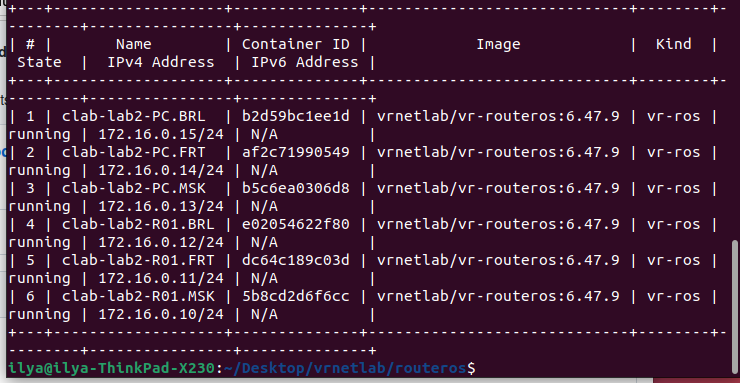 +---+--------------------+--------------+------------------------------+--------+-
--------+----------------+--------------+
| # |        Name        | Container ID |            Image             |  Kind  |
 State  |  IPv4 Address  | IPv6 Address |
+---+--------------------+--------------+------------------------------+--------+-
--------+----------------+--------------+
| 1 | clab-lab2-PC.BRL   | b2d59bc1ee1d | vrnetlab/vr-routeros:6.47.9 | vr-ros |
running | 172.16.0.15/24 | N/A          |
| 2 | clab-lab2-PC.FRT   | af2c71990549 | vrnetlab/vr-routeros:6.47.9 | vr-ros |
running | 172.16.0.14/24 | N/A          |
| 3 | clab-lab2-PC.MSK   | b5c6ea0306d8 | vrnetlab/vr-routeros:6.47.9 | vr-ros |
running | 172.16.0.13/24 | N/A          |
| 4 | clab-lab2-R01.BRL  | e02054622f80 | vrnetlab/vr-routeros:6.47.9 | vr-ros |
running | 172.16.0.12/24 | N/A          |
| 5 | clab-lab2-R01.FRT  | dc64c189c03d | vrnetlab/vr-routeros:6.47.9 | vr-ros |
running | 172.16.0.11/24 | N/A          |
| 6 | clab-lab2-R01.MSK  | 5b8cd2d6f6cc | vrnetlab/vr-routeros:6.47.9 | vr-ros |
running | 172.16.0.10/24 | N/A          |
+---+--------------------+--------------+------------------------------+--------+-
--------+----------------+--------------+
ilya@ilya-ThinkPad-X230:~/Desktop/vrnetlab/routeros$